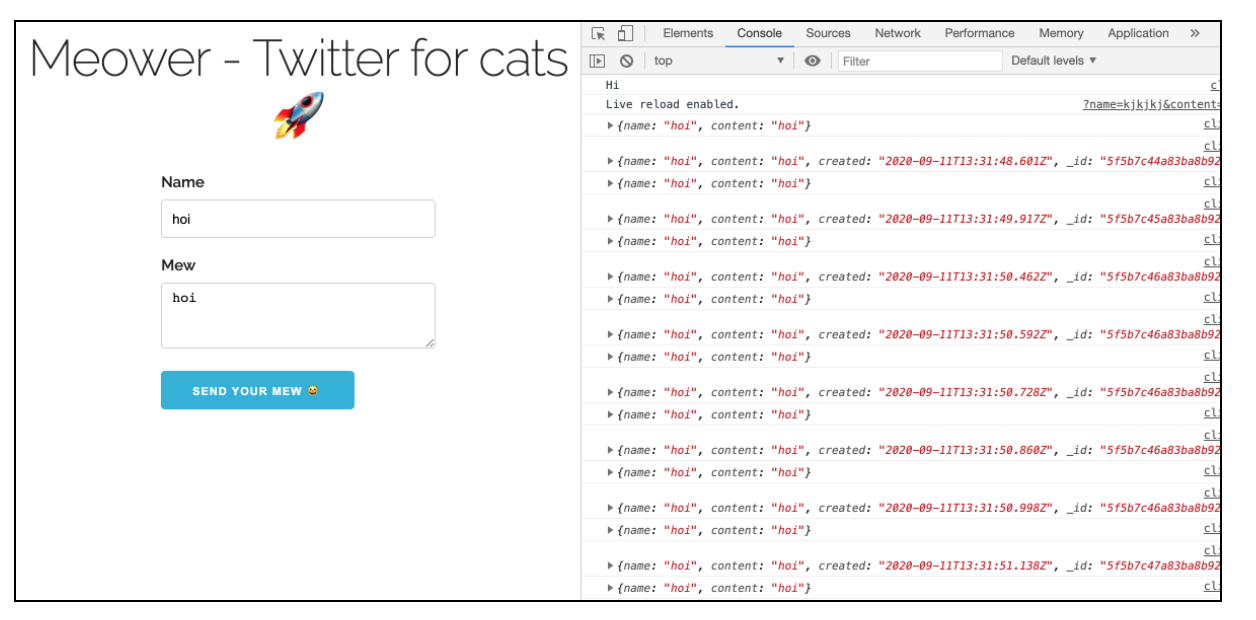 Meower - Twitter for cats
🚀
Name
hoi
Mew
hoi
SEND YOUR MEW 😀
Elements Console Sources Network Performance Memory Application »
top ▼ Filter Default levels ▼
Hi
Live reload enabled. ?name=kjkjkj&content=
▶ {name: "hoi", content: "hoi"} cl
cl
▶ {name: "hoi", content: "hoi", created: "2020-09-11T13:31:48.601Z", _id: "5f5b7c44a83ba8b92
▶ {name: "hoi", content: "hoi"} cl
cl
▶ {name: "hoi", content: "hoi", created: "2020-09-11T13:31:49.917Z", _id: "5f5b7c45a83ba8b92
▶ {name: "hoi", content: "hoi"} cl
cl
▶ {name: "hoi", content: "hoi", created: "2020-09-11T13:31:50.462Z", _id: "5f5b7c46a83ba8b92
▶ {name: "hoi", content: "hoi"} cl
cl
▶ {name: "hoi", content: "hoi", created: "2020-09-11T13:31:50.592Z", _id: "5f5b7c46a83ba8b92
▶ {name: "hoi", content: "hoi"} cl
cl
▶ {name: "hoi", content: "hoi", created: "2020-09-11T13:31:50.728Z", _id: "5f5b7c46a83ba8b92
▶ {name: "hoi", content: "hoi"} cl
cl
▶ {name: "hoi", content: "hoi", created: "2020-09-11T13:31:50.860Z", _id: "5f5b7c46a83ba8b92
▶ {name: "hoi", content: "hoi"} cl
cl
▶ {name: "hoi", content: "hoi", created: "2020-09-11T13:31:50.998Z", _id: "5f5b7c46a83ba8b92
▶ {name: "hoi", content: "hoi"} cl
cl
▶ {name: "hoi", content: "hoi", created: "2020-09-11T13:31:51.138Z", _id: "5f5b7c47a83ba8b92
▶ {name: "hoi", content: "hoi"} cl